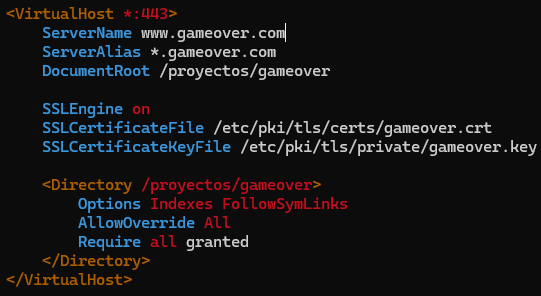 <VirtualHost *:443>
    ServerName www.gameover.com
    ServerAlias *.gameover.com
    DocumentRoot /proyectos/gameover

    SSLEngine on
    SSLCertificateFile /etc/pki/tls/certs/gameover.crt
    SSLCertificateKeyFile /etc/pki/tls/private/gameover.key

    <Directory /proyectos/gameover>
        Options Indexes FollowSymLinks
        AllowOverride All
        Require all granted
    </Directory>
</VirtualHost>